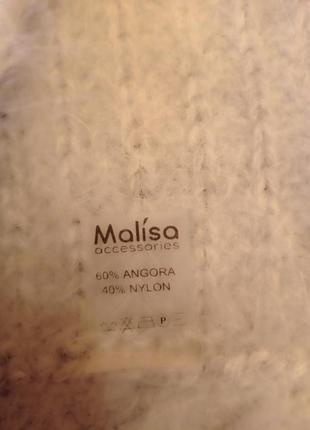 Malísa
accessories
60% ANGORA
40% NYLON
P